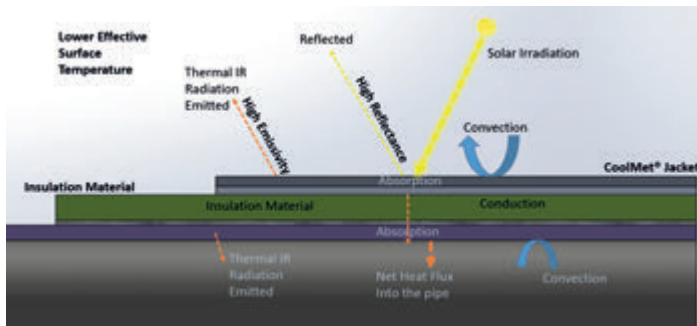 Lower Effective
Surface
Temperature
Reflected
Solar Irradiation
Thermal IR
Radiation
Emitted
High Emissivity
High Reflectance
Convection
CoolMet® Jacket
Absorption
Insulation Material
Insulation Material
Conduction
Absorption
Thermal IR
Radiation
Emitted
Net Heat Flux
Into the pipe
Convection